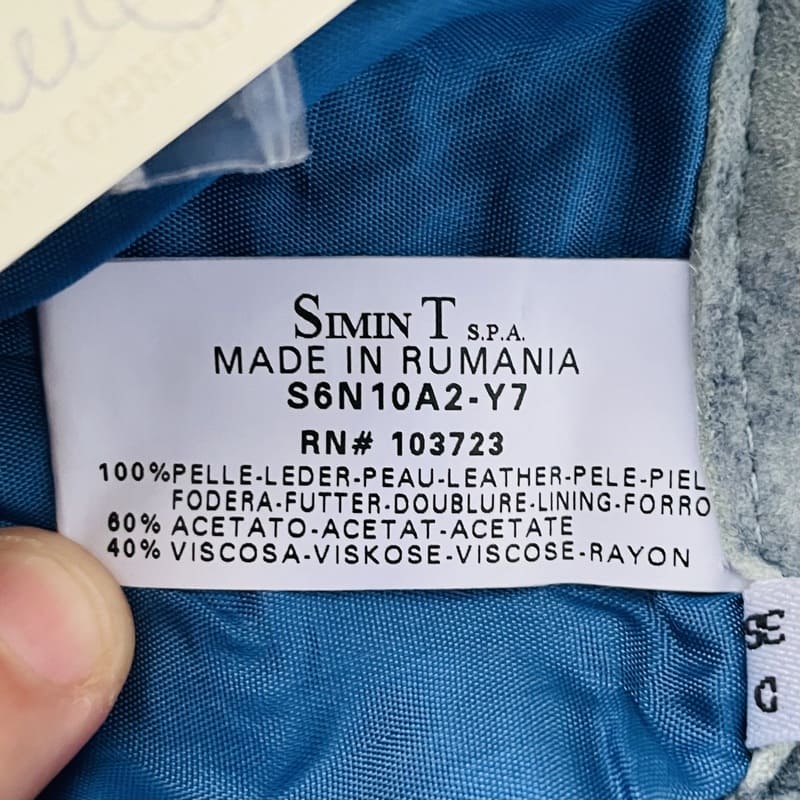 SIMIN T S.P.A.
MADE IN RUMANIA
S6N10A2-Y7
RN# 103723
100%PELLE-LEDER-PEAU-LEATHER-PELE-PIEL
FODERA-FUTTER-DOUBLURE-LINING-FORRO
60% ACETATO-ACETAT-ACETATE
40% VISCOSA-VISKOSE-VISCOSE-RAYON